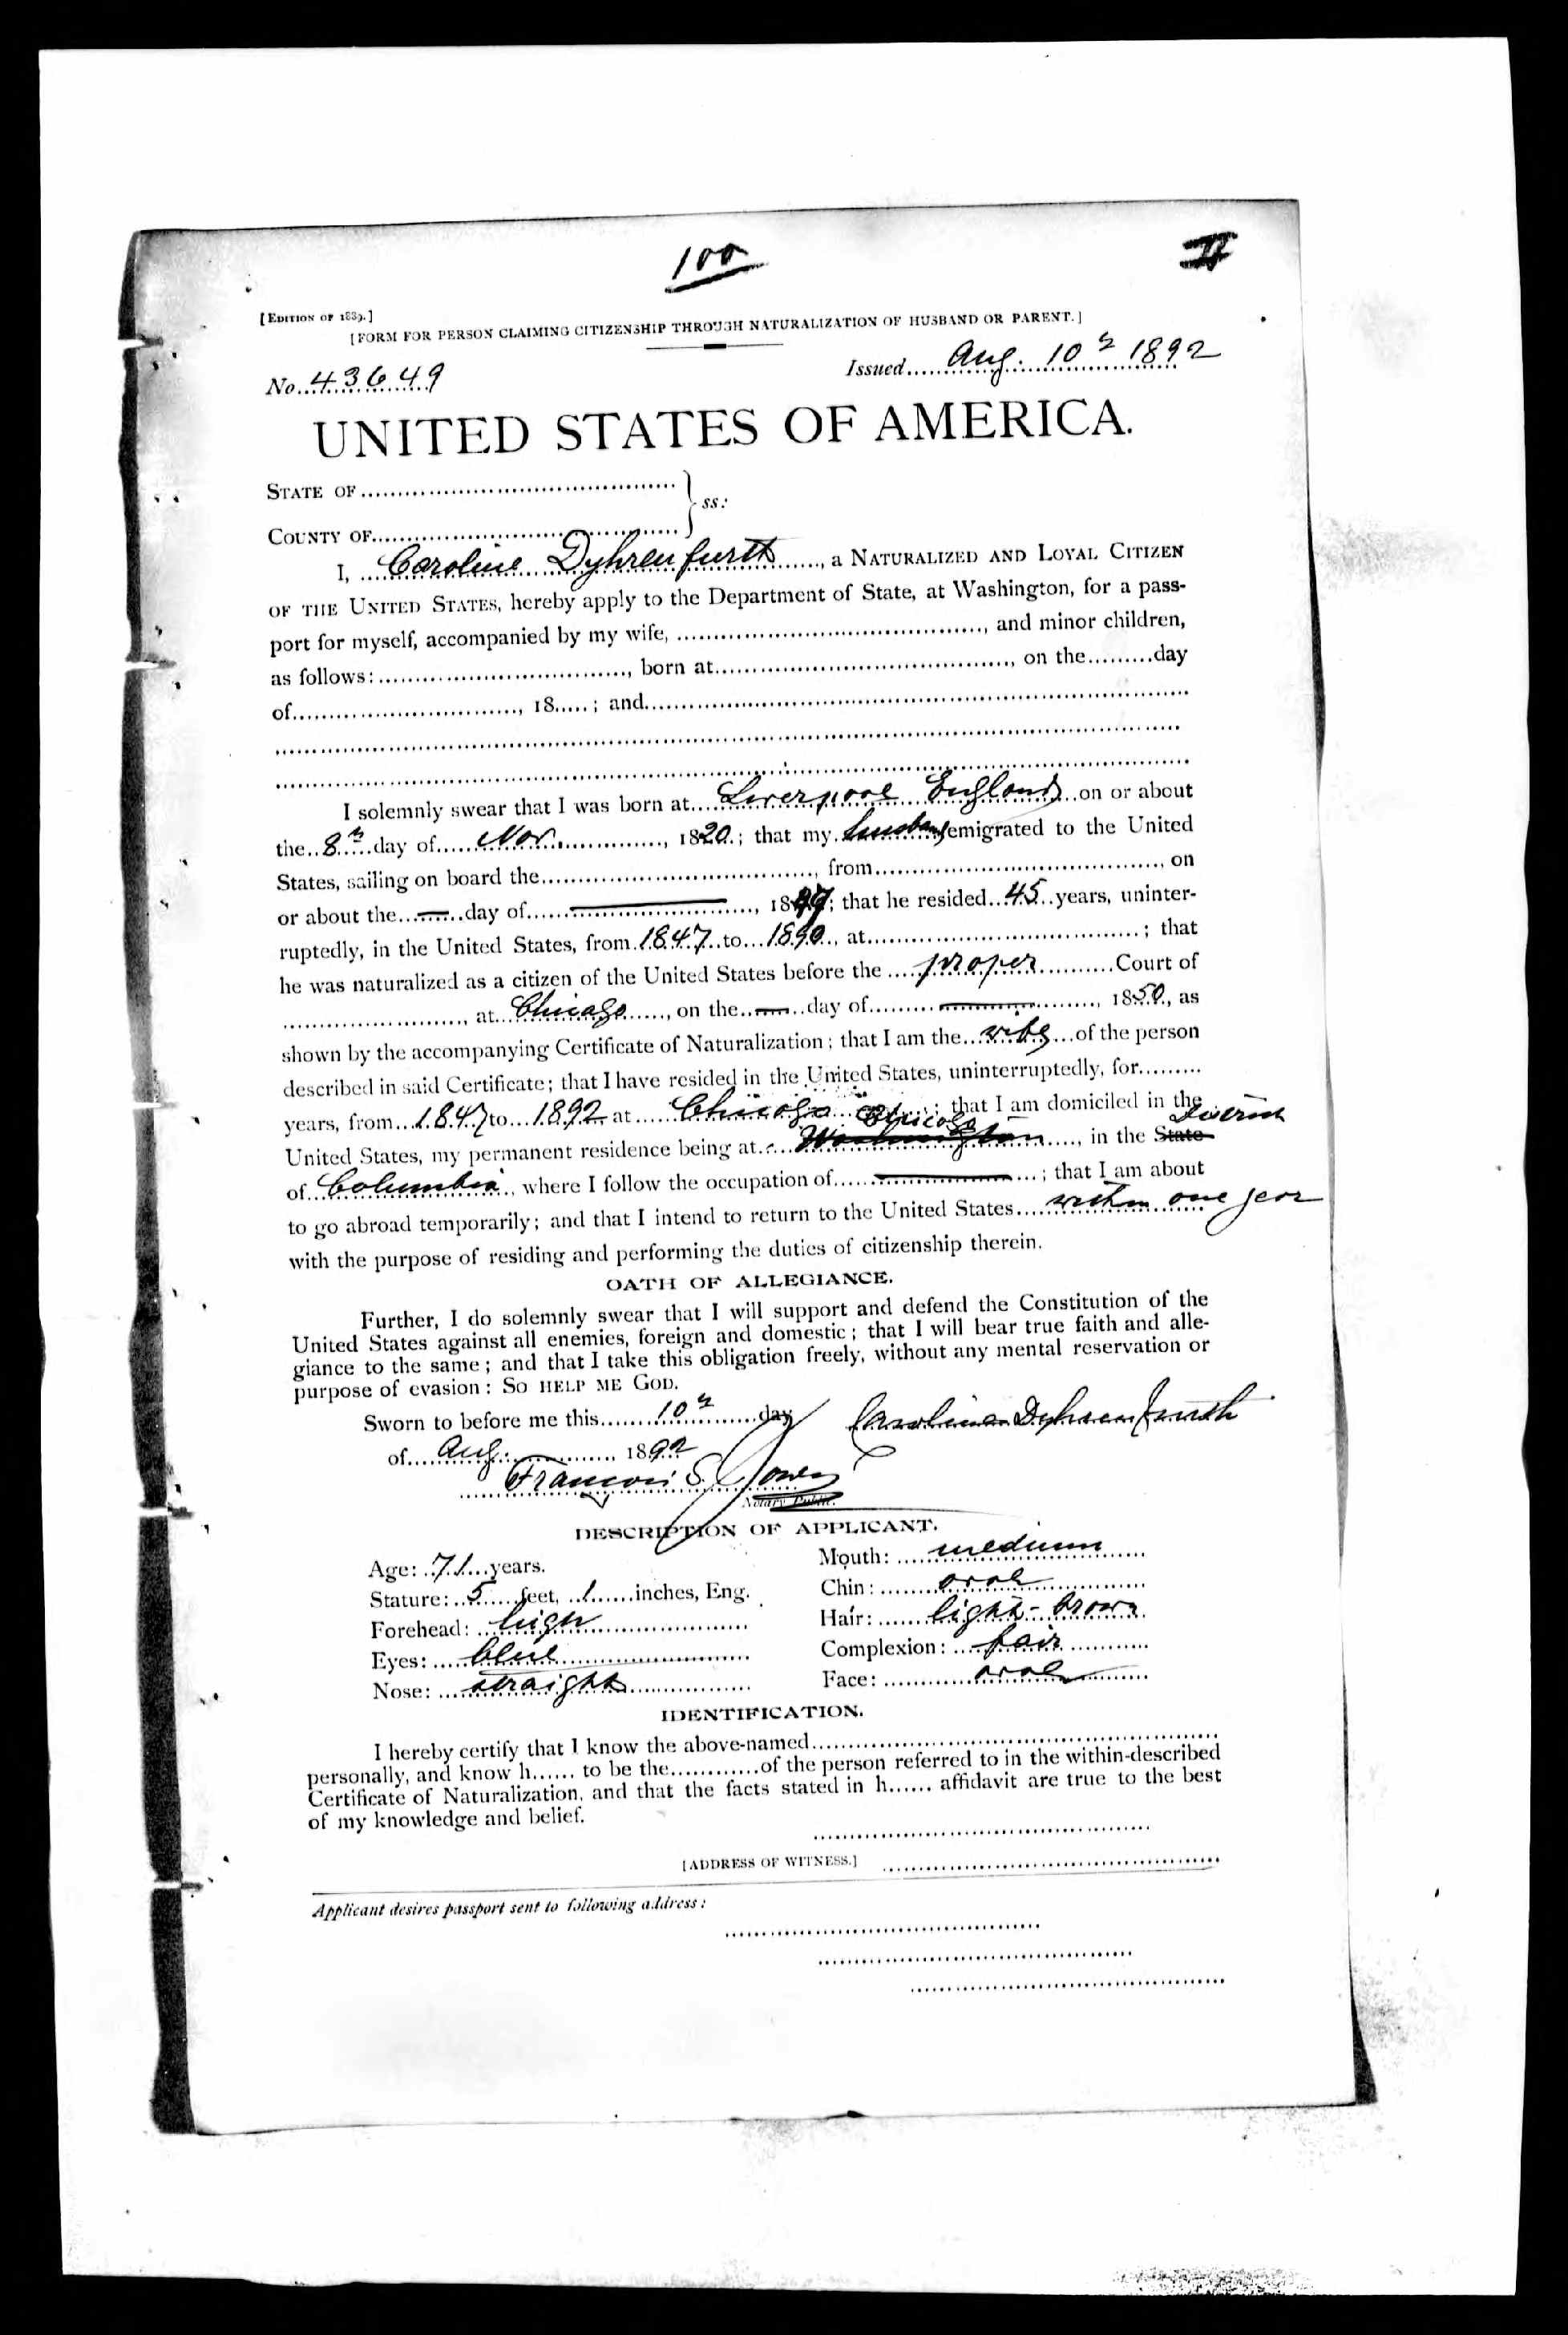 100
II
[EDITION OF 1889.]
[FORM FOR PERSON CLAIMING CITIZENSHIP THROUGH NATURALIZATION OF HUSBAND OR PARENT.]
No. 43649 Issued Aug. 10th 1892
UNITED STATES OF AMERICA.
STATE OF
ss:
COUNTY OF
I, Caroline Dyhrenfurth, a NATURALIZED AND LOYAL CITIZEN
OF THE UNITED STATES, hereby apply to the Department of State, at Washington, for a pass-
port for myself, accompanied by my wife, , and minor children,
as follows: , born at , on the day
of , 18 ; and
I solemnly swear that I was born at Liverpool England on or about
the 8th day of Nov. , 1820; that my husband emigrated to the United
States, sailing on board the , from , on
or about the — day of — , 1847; that he resided 45 years, uninter-
ruptedly, in the United States, from 1847 to 1890, at ; that
he was naturalized as a citizen of the United States before the proper Court of
, at Chicago, on the — day of — , 1850, as
shown by the accompanying Certificate of Naturalization; that I am the wife of the person
described in said Certificate; that I have resided in the United States, uninterruptedly, for
years, from 1847 to 1892 at Chicago ; that I am domiciled in the
Chicago District
United States, my permanent residence being at Washington , in the State
of Columbia, where I follow the occupation of — ; that I am about
to go abroad temporarily; and that I intend to return to the United States within one year
with the purpose of residing and performing the duties of citizenship therein.
OATH OF ALLEGIANCE.
Further, I do solemnly swear that I will support and defend the Constitution of the
United States against all enemies, foreign and domestic; that I will bear true faith and alle-
giance to the same; and that I take this obligation freely, without any mental reservation or
purpose of evasion: SO HELP ME GOD.
Sworn to before me this 10th day Caroline Dyhrenfurth
of Aug. 1892
Francis S. Jones
Notary Public.
DESCRIPTION OF APPLICANT.
Age: 71 years. Mouth: medium
Stature: 5 feet, 1 inches, Eng. Chin: oval
Forehead: high Hair: light-brown
Eyes: blue Complexion: fair
Nose: straight Face: oval
IDENTIFICATION.
I hereby certify that I know the above-named
personally, and know h to be the of the person referred to in the within-described
Certificate of Naturalization, and that the facts stated in h affidavit are true to the best
of my knowledge and belief.
[ADDRESS OF WITNESS.]
Applicant desires passport sent to following address: